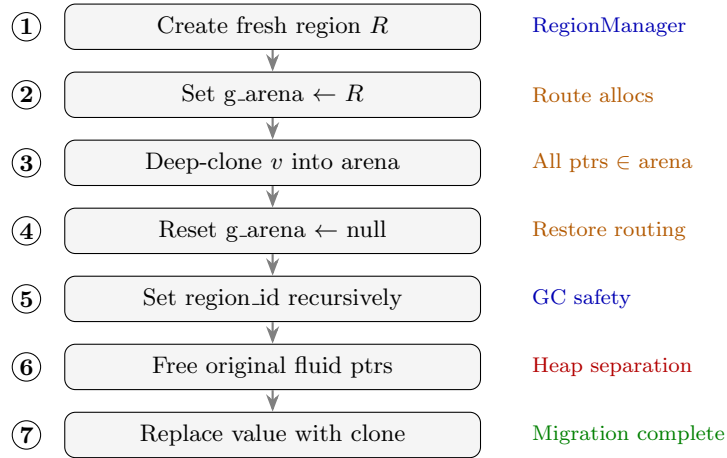 ① Create fresh region R RegionManager
② Set g_arena ← R Route allocs
③ Deep-clone v into arena All ptrs ∈ arena
④ Reset g_arena ← null Restore routing
⑤ Set region_id recursively GC safety
⑥ Free original fluid ptrs Heap separation
⑦ Replace value with clone Migration complete